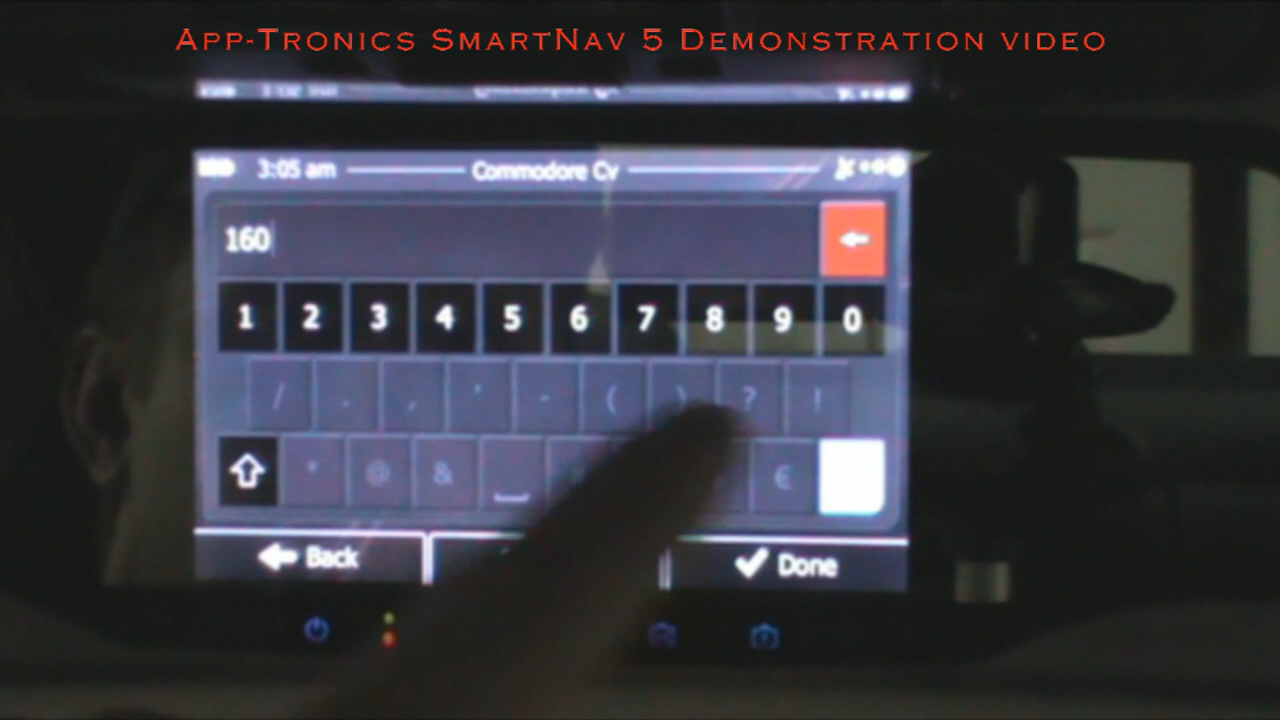 App-Tronics SmartNav 5 Demonstration video
3:05 am Commodore Cv
160
1 2 3 4 5 6 7 8 9 0
/ . , ' - ( ) ? !
* @ & €
Back
Done